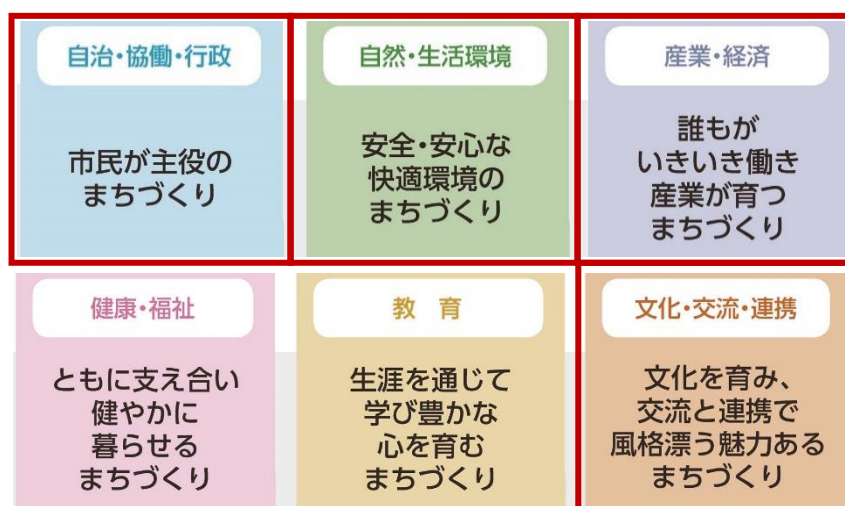 自治・協働・行政
市民が主役の
まちづくり
自然・生活環境
安全・安心な
快適環境の
まちづくり
産業・経済
誰もが
いきいき働き
産業が育つ
まちづくり
健康・福祉
ともに支え合い
健やかに
暮らせる
まちづくり
教 育
生涯を通じて
学び豊かな
心を育む
まちづくり
文化・交流・連携
文化を育み、
交流と連携で
風格漂う魅力ある
まちづくり